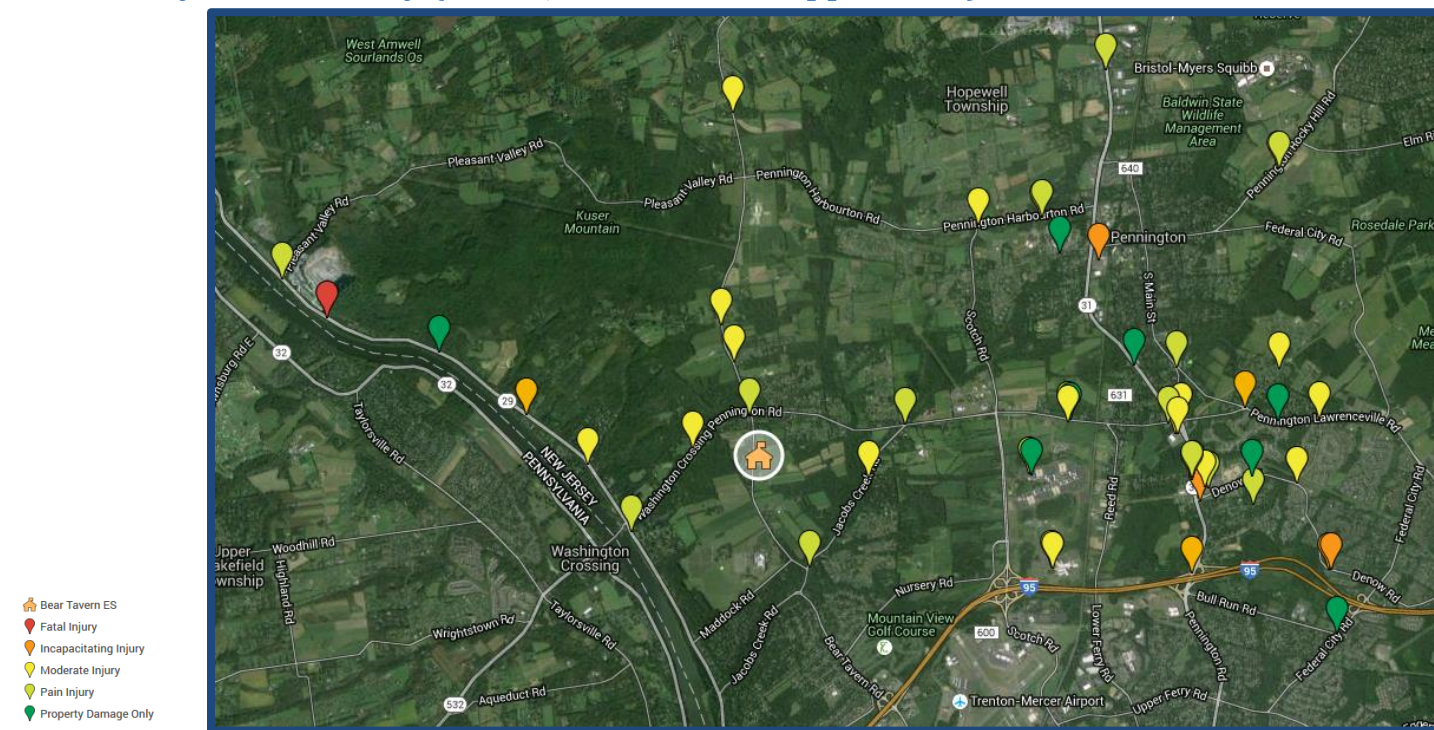 West Amwell
Sourlands Os
Bristol-Myers Squibb
Hopewell
Township
Baldwin State
Wildlife
Management
Area
Pennington Rocky Hill Rd
Pleasant Valley Rd
640
Pleasant Valley Rd
Pennington Harbourton Rd
Pleasant Valley Rd
Kuser
Mountain
Pennington Harbourton Rd
Pennington
Federal City Rd
Rosedale Park
S Main St
31
Scotch Rd
32
32
29
631
Taylorsville Rd
Washington Crossing Pennington Rd
Pennington Lawrenceville Rd
NEW JERSEY
PENNSYLVANIA
Jacobs Creek Rd
Reed Rd
Denow
Federal City Rd
Upper
Woodhill Rd
Highland Rd
Washington
Crossing
Nursery Rd
95
95
Denow Rd
Bull Run Rd
Maddock Rd
Jacobs Creek Rd
Wrightstown Rd
Taylorsville Rd
Mountain View
Golf Course
600
Scotch Rd
Lower Ferry Rd
Pennington Rd
Federal City Rd
Bear Tavern Rd
532
Aqueduct Rd
Trenton-Mercer Airport
Upper Ferry Rd
Bear Tavern ES
Fatal Injury
Incapacitating Injury
Moderate Injury
Pain Injury
Property Damage Only